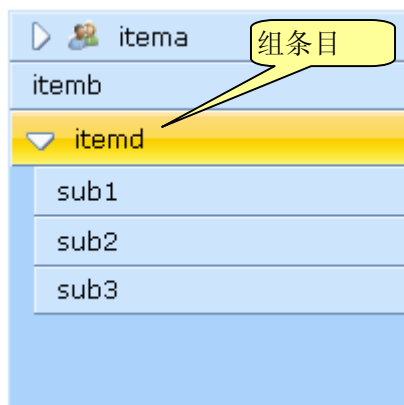 itema
组条目
itemb
itemd
sub1
sub2
sub3